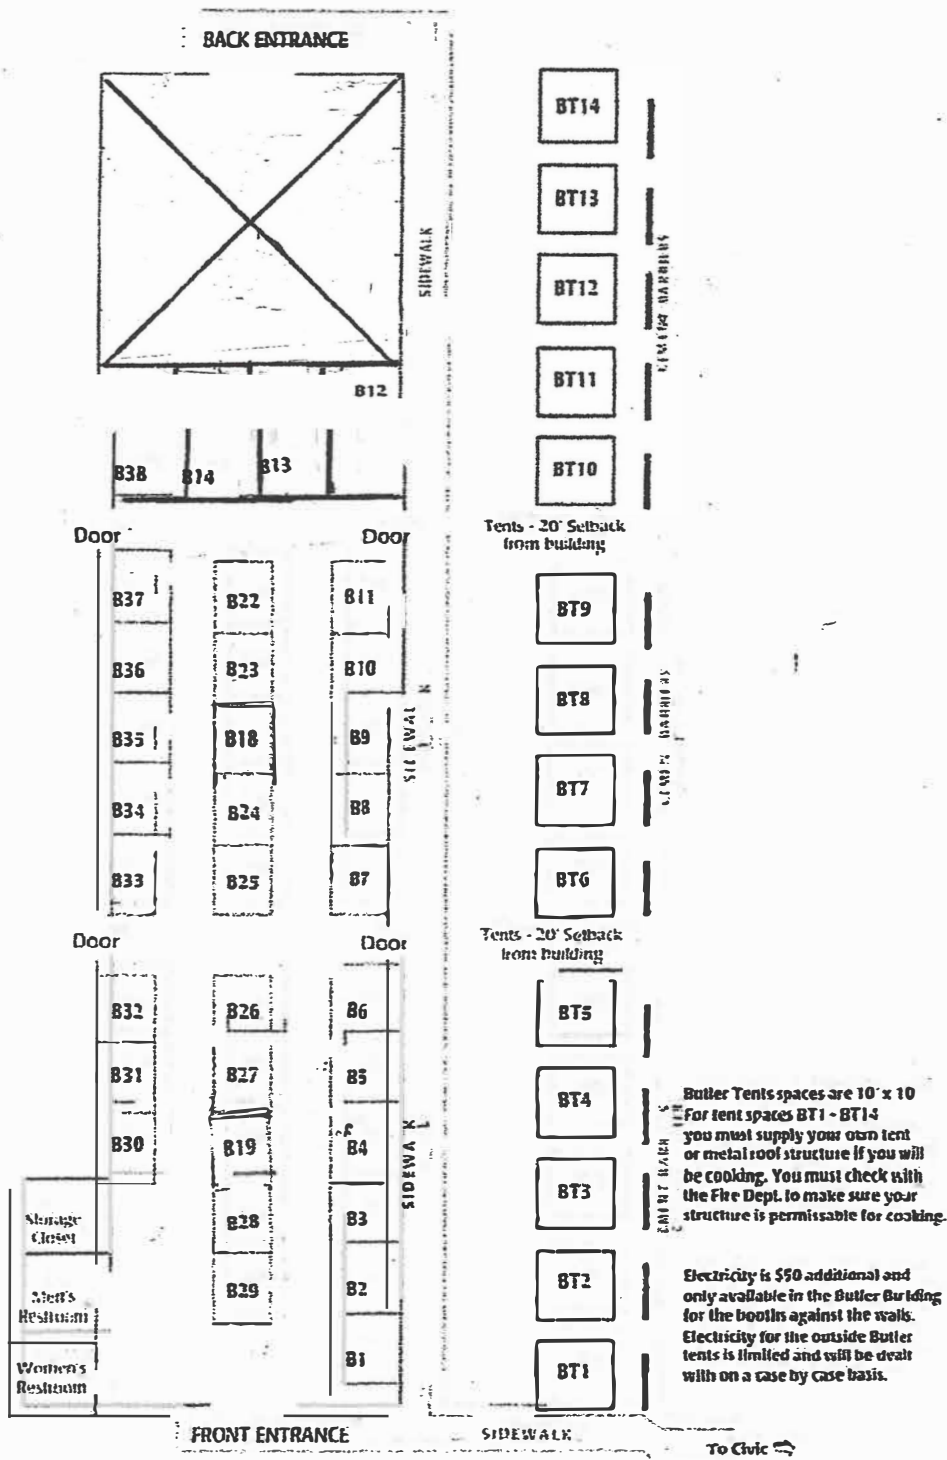 BACK ENTRANCE
SIDEWALK
B12
B38
B14
B13
Door
Door
B37
B22
B11
B36
B23
B10
B35
B18
B9
B34
B24
B8
B33
B25
B7
Door
Door
B32
B26
B6
B31
B27
B5
B30
B19
B4
B28
B3
B29
B2
B1
SIDEWALK
SIDEWALK
Storage
Closet
Men's
Restroom
Women's
Restroom
FRONT ENTRANCE
SIDEWALK
To Civic
BT14
BT13
BT12
BT11
BT10
CEMENT BARRIERS
Tents - 20' Setback
from building
BT9
BT8
BT7
BT6
BARRIERS
Tents - 20' Setback
from building
BT5
BT4
BT3
BT2
BT1
Butler Tents spaces are 10' x 10
For tent spaces BT1 - BT14
you must supply your own tent
or metal roof structure if you will
be cooking. You must check with
the Fire Dept. to make sure your
structure is permissable for cooking.
Electricity is $50 additional and
only available in the Butler Building
for the booths against the walls.
Electricity for the outside Butler
tents is limited and will be dealt
with on a case by case basis.